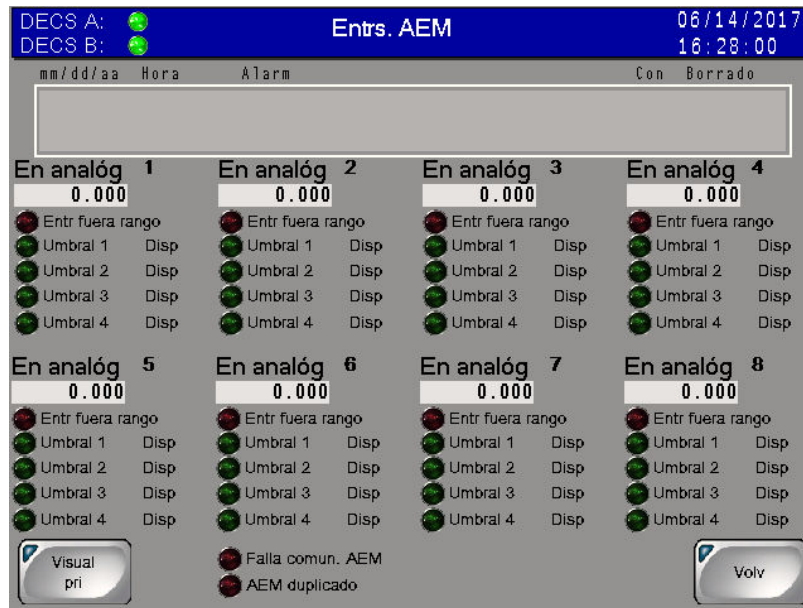 DECS A: Entrs. AEM 06/14/2017
DECS B: 16:28:00
mm/dd/aa Hora Alarm Con Borrado
En analóg 1 En analóg 2 En analóg 3 En analóg 4
0.000 0.000 0.000 0.000
Entr fuera rango Entr fuera rango Entr fuera rango Entr fuera rango
Umbral 1 Disp Umbral 1 Disp Umbral 1 Disp Umbral 1 Disp
Umbral 2 Disp Umbral 2 Disp Umbral 2 Disp Umbral 2 Disp
Umbral 3 Disp Umbral 3 Disp Umbral 3 Disp Umbral 3 Disp
Umbral 4 Disp Umbral 4 Disp Umbral 4 Disp Umbral 4 Disp
En analóg 5 En analóg 6 En analóg 7 En analóg 8
0.000 0.000 0.000 0.000
Entr fuera rango Entr fuera rango Entr fuera rango Entr fuera rango
Umbral 1 Disp Umbral 1 Disp Umbral 1 Disp Umbral 1 Disp
Umbral 2 Disp Umbral 2 Disp Umbral 2 Disp Umbral 2 Disp
Umbral 3 Disp Umbral 3 Disp Umbral 3 Disp Umbral 3 Disp
Umbral 4 Disp Umbral 4 Disp Umbral 4 Disp Umbral 4 Disp
Visual
pri
Falla comun. AEM
AEM duplicado
Volv